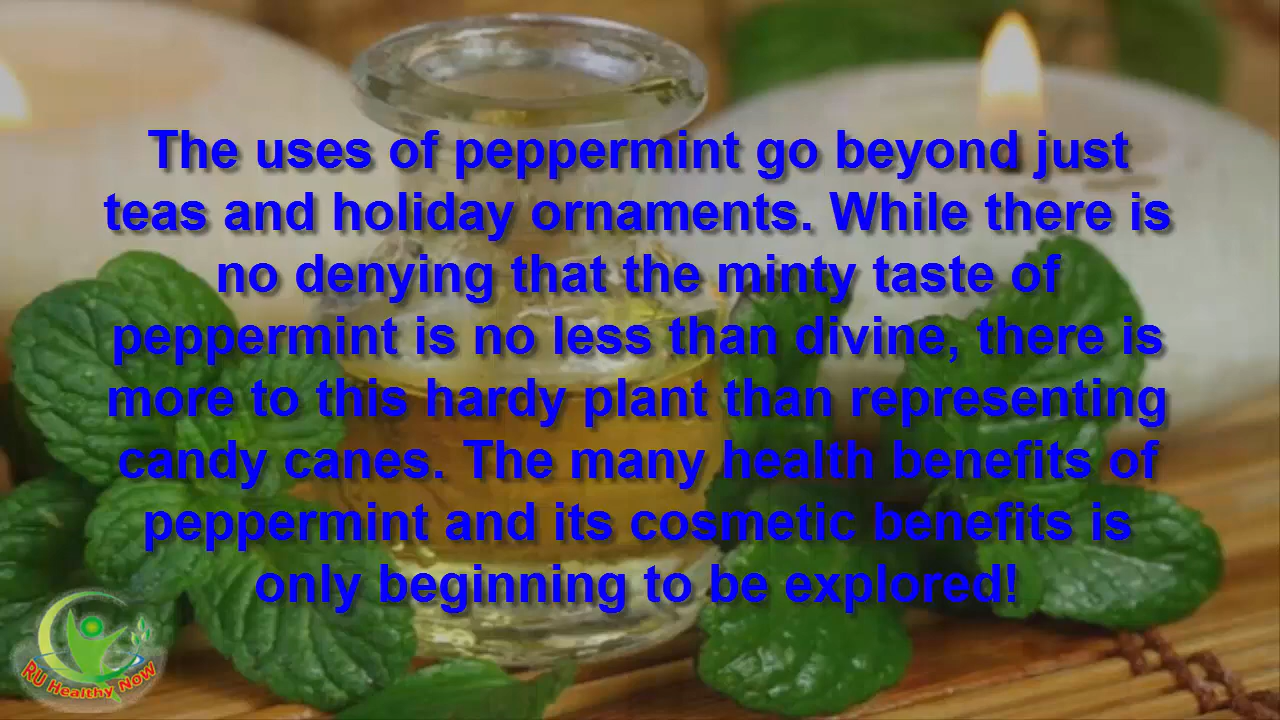 The uses of peppermint go beyond just
teas and holiday ornaments. While there is
no denying that the minty taste of
peppermint is no less than divine, there is
more to this hardy plant than representing
candy canes. The many health benefits of
peppermint and its cosmetic benefits is
only beginning to be explored!
RU Healthy Now